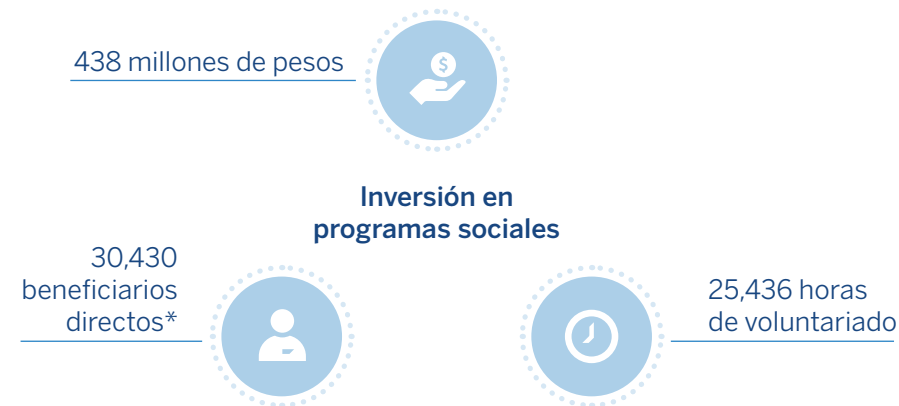 438 millones de pesos
Inversión en
programas sociales
30,430
beneficiarios
directos*
25,436 horas
de voluntariado
$